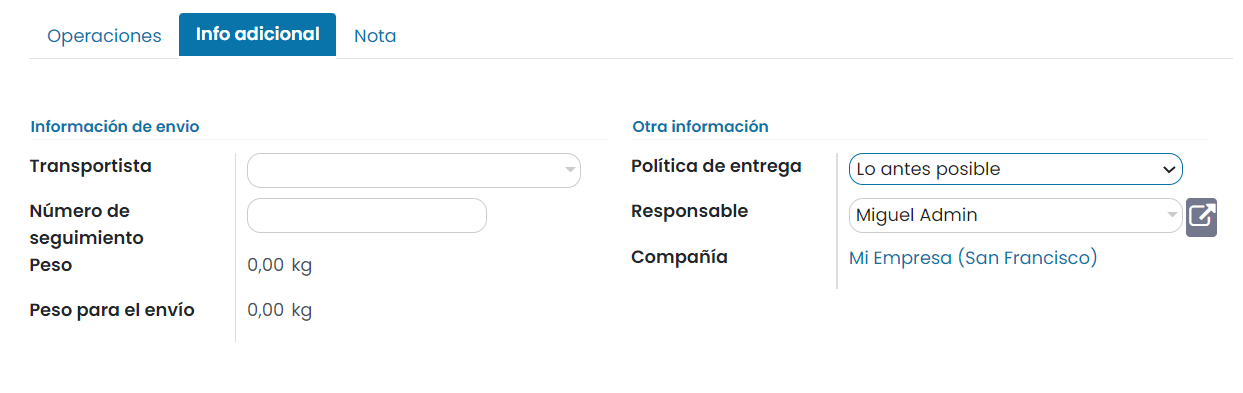 Operaciones Info adicional Nota
Información de envio
Transportista
Número de
seguimiento
Peso 0,00 kg
Peso para el envío 0,00 kg
Otra información
Política de entrega Lo antes posible
Responsable Miguel Admin
Compañía Mi Empresa (San Francisco)